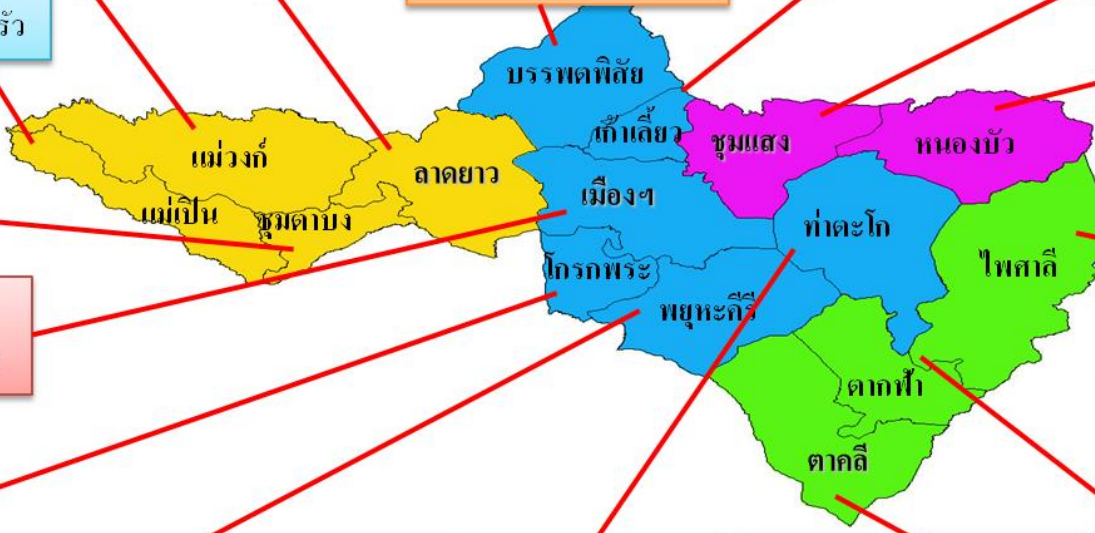 รัว
บรรพตพิสัย
เก้าเลี้ยว
ชุมแสง
หนองบัว
แม่วงก์
ลาดยาว
แม่เปิน
ชุมตาบง
เมืองฯ
ท่าตะโก
ไพศาลี
โกรกพระ
พยุหะคีรี
ตากฟ้า
ตาคลี